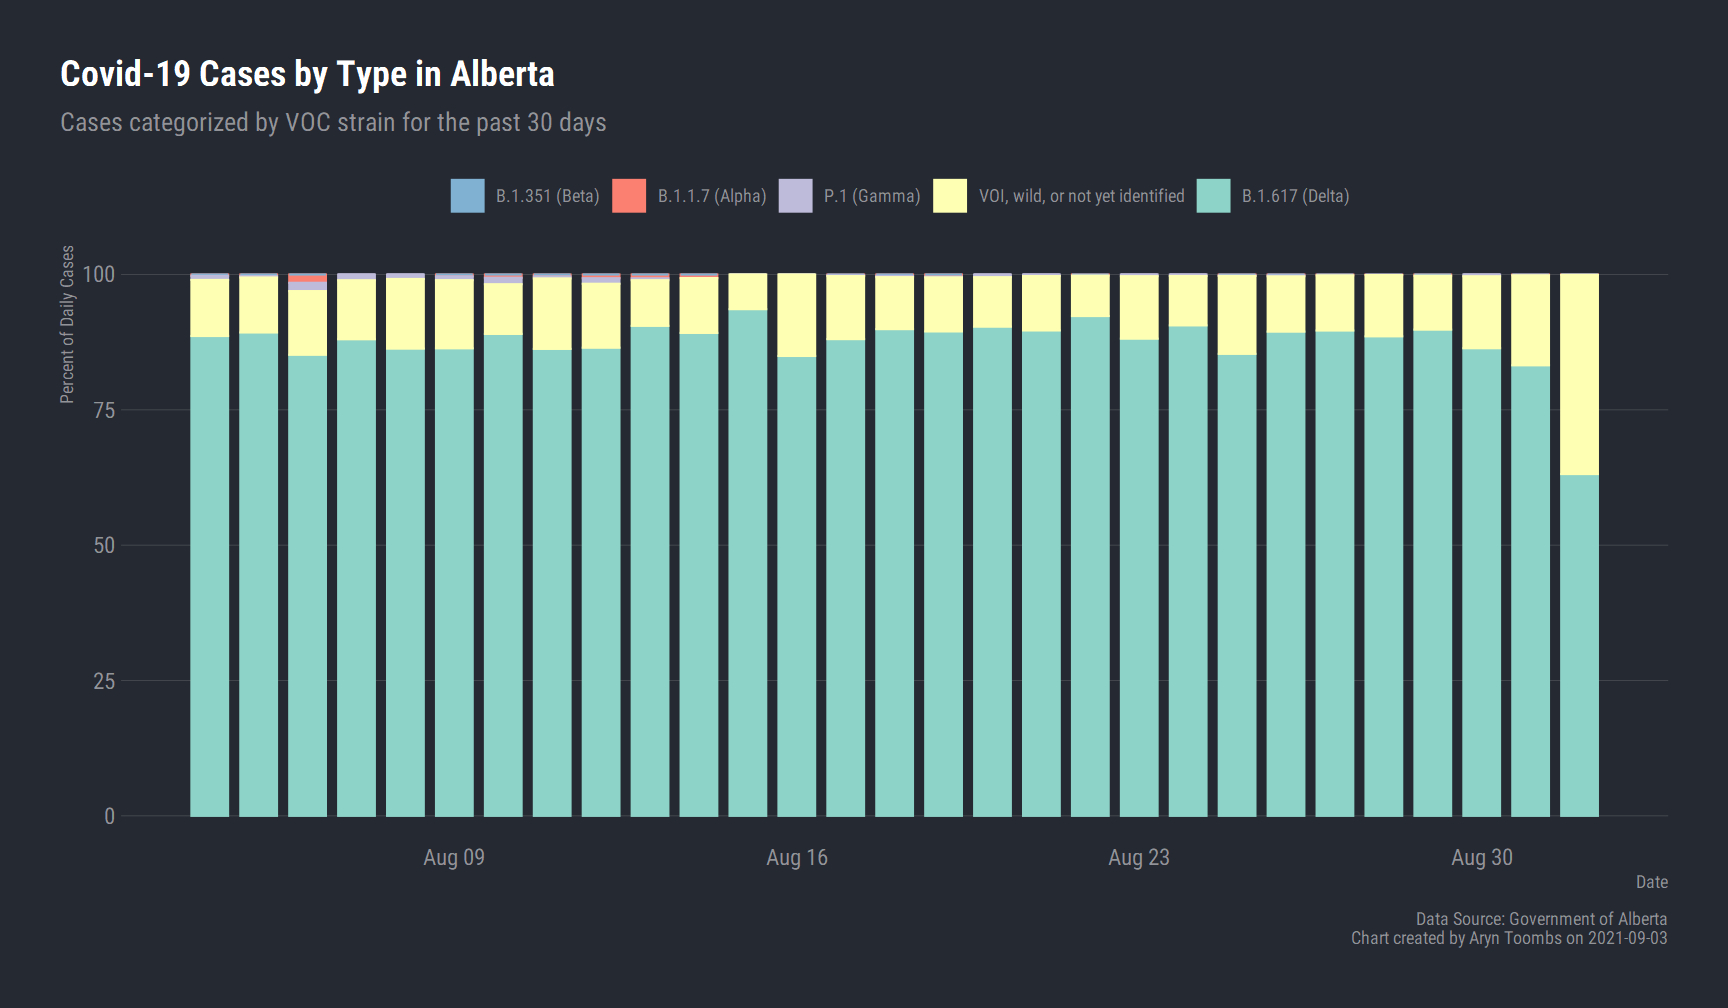 Covid-19 Cases by Type in Alberta
Cases categorized by VOC strain for the past 30 days
B.1.351 (Beta)
B.1.1.7 (Alpha)
P.1 (Gamma)
VOI, wild, or not yet identified
B.1.617 (Delta)
Percent of Daily Cases
100
75
50
25
0
Aug 09
Aug 16
Aug 23
Aug 30
Date
Data Source: Government of Alberta
Chart created by Aryn Toombs on 2021-09-03